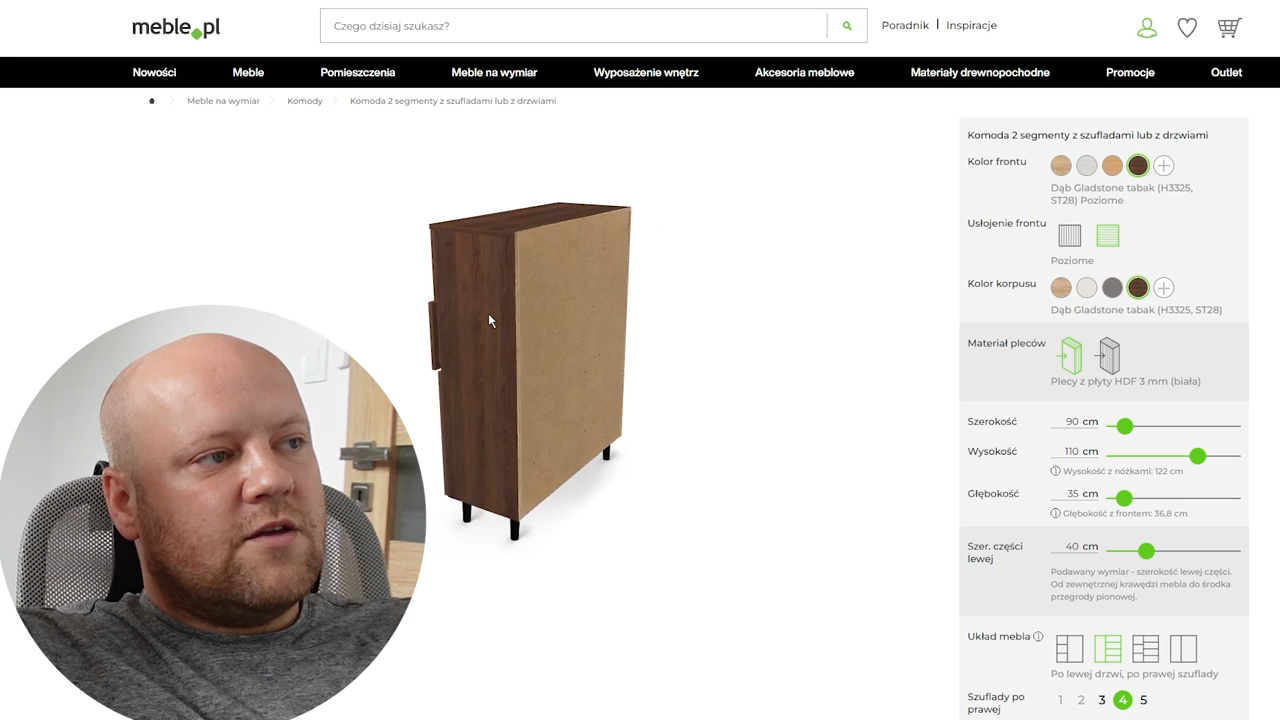 meble.pl
Czego dzisiaj szukasz?
Poradnik | Inspiracje
Nowości Meble Pomieszczenia Meble na wymiar Wyposażenie wnętrz Akcesoria meblowe Materiały drewnopochodne Promocje Outlet
Meble na wymiar Komody Komoda 2 segmenty z szufladami lub z drzwiami
Komoda 2 segmenty z szufladami lub z drzwiami
Kolor frontu
Dąb Gladstone tabak (H3325,
ST28) Poziome
Usłojenie frontu
Poziome
Kolor korpusu
Dąb Gladstone tabak (H3325, ST28)
Materiał pleców
Plecy z płyty HDF 3 mm (biała)
Szerokość 90 cm
Wysokość 110 cm
Wysokość z nóżkami: 122 cm
Głębokość 35 cm
Głębokość z frontem: 36,8 cm
Szer. części 40 cm
lewej
Podawany wymiar - szerokość lewej części.
Od zewnętrznej krawędzi mebla do środka
przegrody pionowej.
Układ mebla
Po lewej drzwi, po prawej szuflady
Szuflady po 1 2 3 4 5
prawej